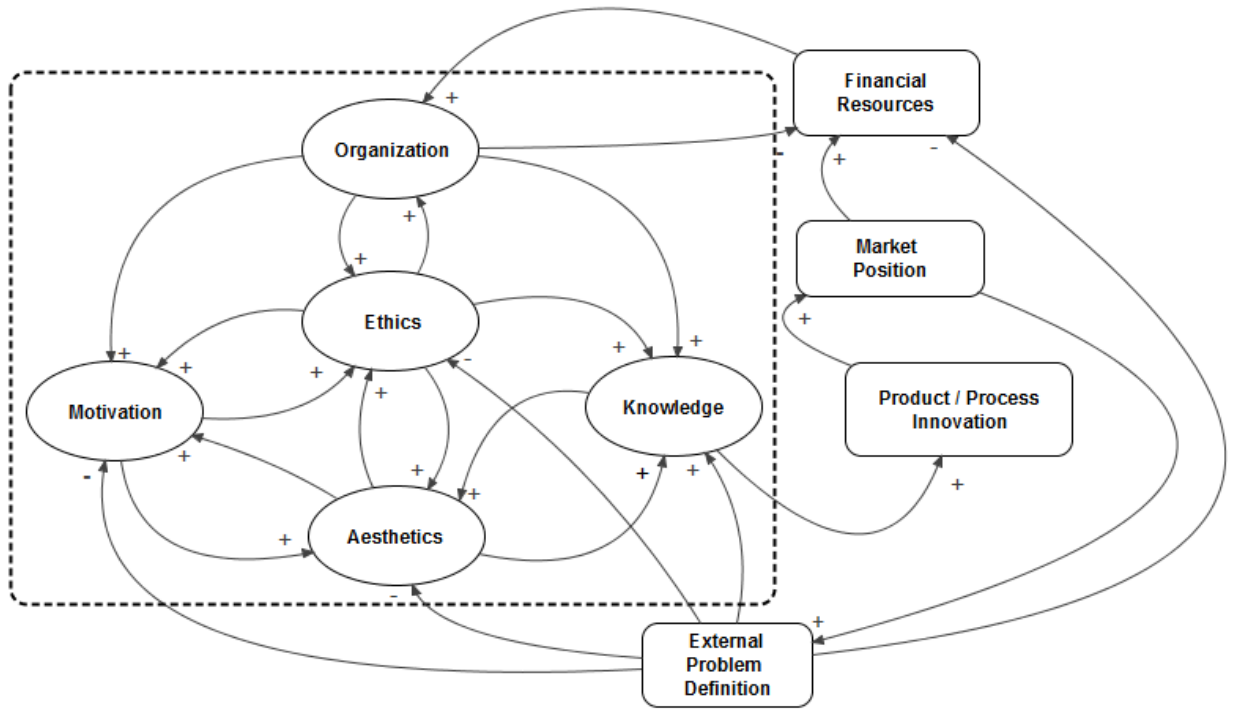 Financial
Resources
+
Organization
-
+
-
Market
Position
+
+
Ethics
+
+
+
-
+
+
+
+
Product / Process
Innovation
Motivation
Knowledge
+
-
+
+
+
+
+
+
Aesthetics
-
+
External
Problem
Definition